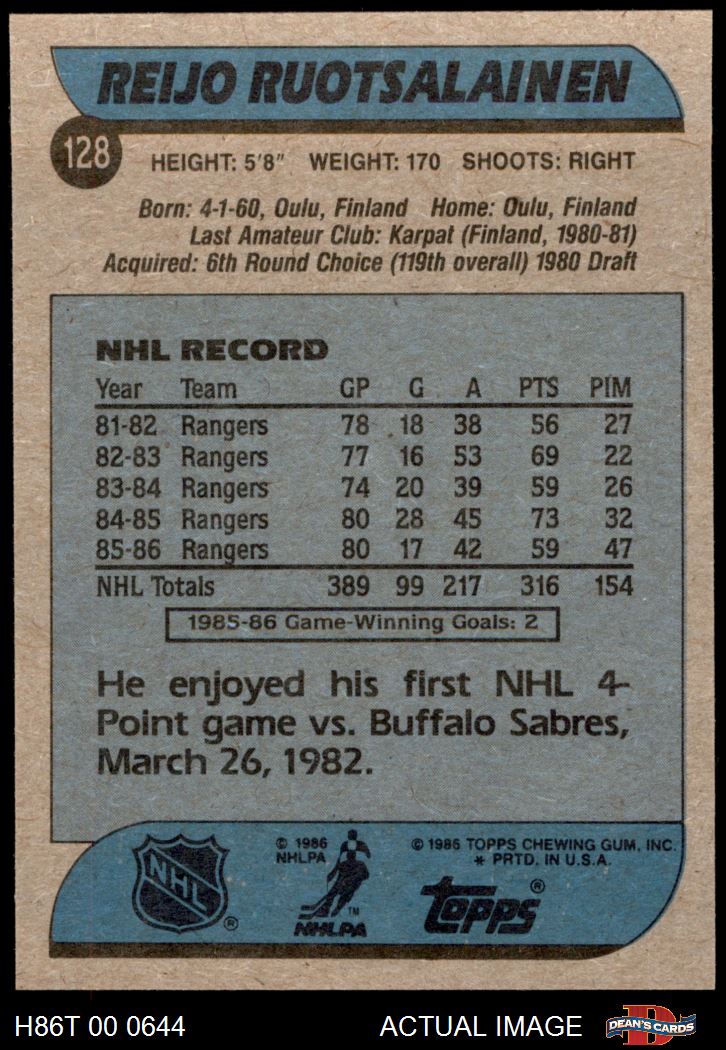 REIJO RUOTSALAINEN
128
HEIGHT: 5'8" WEIGHT: 170 SHOOTS: RIGHT
Born: 4-1-60, Oulu, Finland Home: Oulu, Finland
Last Amateur Club: Karpat (Finland, 1980-81)
Acquired: 6th Round Choice (119th overall) 1980 Draft
NHL RECORD
Year Team GP G A PTS PIM
81-82 Rangers 78 18 38 56 27
82-83 Rangers 77 16 53 69 22
83-84 Rangers 74 20 39 59 26
84-85 Rangers 80 28 45 73 32
85-86 Rangers 80 17 42 59 47
NHL Totals 389 99 217 316 154
1985-86 Game-Winning Goals: 2
He enjoyed his first NHL 4-
Point game vs. Buffalo Sabres,
March 26, 1982.
NHL ®
© 1986
NHLPA
TM
NHLPA
© 1986 TOPPS CHEWING GUM, INC.
* PRTD. IN U.S.A.
topps ®
H86T 00 0644 ACTUAL IMAGE
D
DEAN'S CARDS